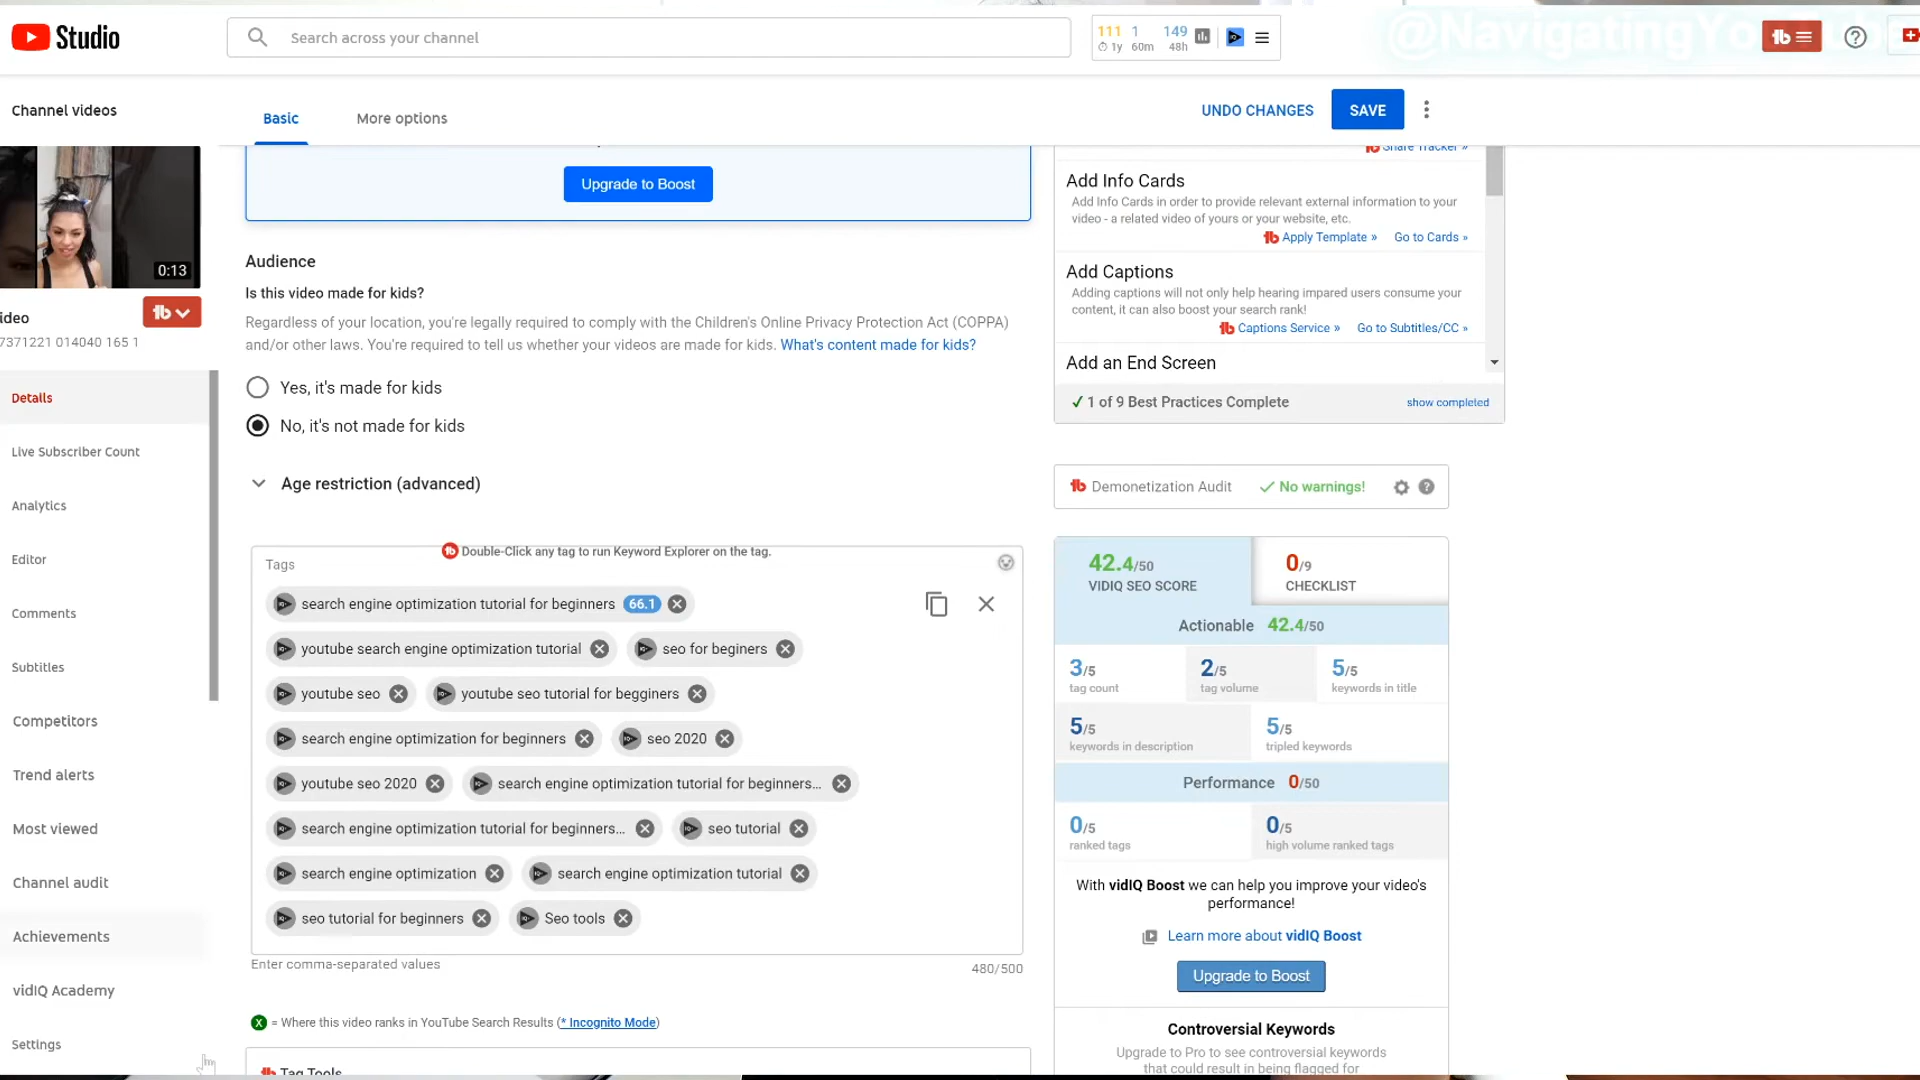 Studio
Search across your channel
111 1 149
1y 60m 48h
@NavigatingYo
Channel videos
Basic
More options
UNDO CHANGES
SAVE
Upgrade to Boost
Share Tracker »
Add Info Cards
Add Info Cards in order to provide relevant external information to your
video - a related video of yours or your website, etc.
Apply Template » Go to Cards »
Add Captions
Adding captions will not only help hearing impared users consume your
content, it can also boost your search rank!
Captions Service » Go to Subtitles/CC »
Add an End Screen
✓ 1 of 9 Best Practices Complete
show completed
0:13
ideo
7371221 014040 165 1
Details
Live Subscriber Count
Analytics
Editor
Comments
Subtitles
Competitors
Trend alerts
Most viewed
Channel audit
Achievements
vidIQ Academy
Settings
Audience
Is this video made for kids?
Regardless of your location, you're legally required to comply with the Children's Online Privacy Protection Act (COPPA)
and/or other laws. You're required to tell us whether your videos are made for kids. What's content made for kids?
Yes, it's made for kids
No, it's not made for kids
Age restriction (advanced)
Double-Click any tag to run Keyword Explorer on the tag.
Tags
search engine optimization tutorial for beginners 66.1
youtube search engine optimization tutorial seo for beginers
youtube seo youtube seo tutorial for begginers
search engine optimization for beginners seo 2020
youtube seo 2020 search engine optimization tutorial for beginners...
search engine optimization tutorial for beginners... seo tutorial
search engine optimization search engine optimization tutorial
seo tutorial for beginners Seo tools
Enter comma-separated values
480/500
X = Where this video ranks in YouTube Search Results (* Incognito Mode)
Tag Tools
Demonetization Audit ✓ No warnings!
42.4/50
VIDIQ SEO SCORE
0/9
CHECKLIST
Actionable 42.4/50
3/5 2/5 5/5
tag count tag volume keywords in title
5/5 5/5
keywords in description tripled keywords
Performance 0/50
0/5 0/5
ranked tags high volume ranked tags
With vidIQ Boost we can help you improve your video's
performance!
Learn more about vidIQ Boost
Upgrade to Boost
Controversial Keywords
Upgrade to Pro to see controversial keywords
that could result in being flagged for